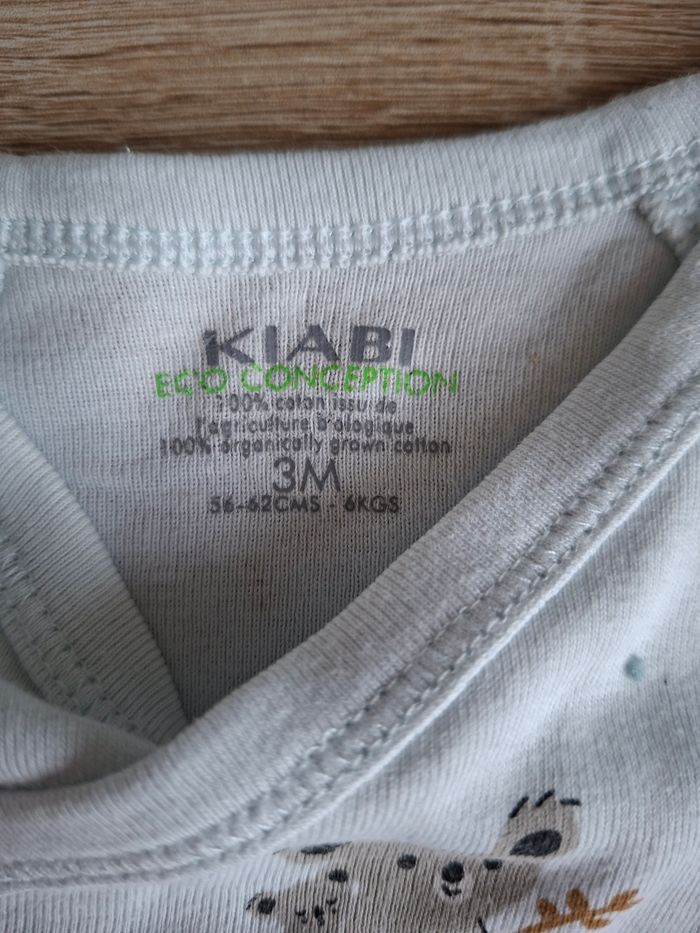 KIABI
ECO CONCEPTION
100% coton issu de
l'agriculture biologique
100% organically grown cotton
3M
56-62CMS - 6KGS